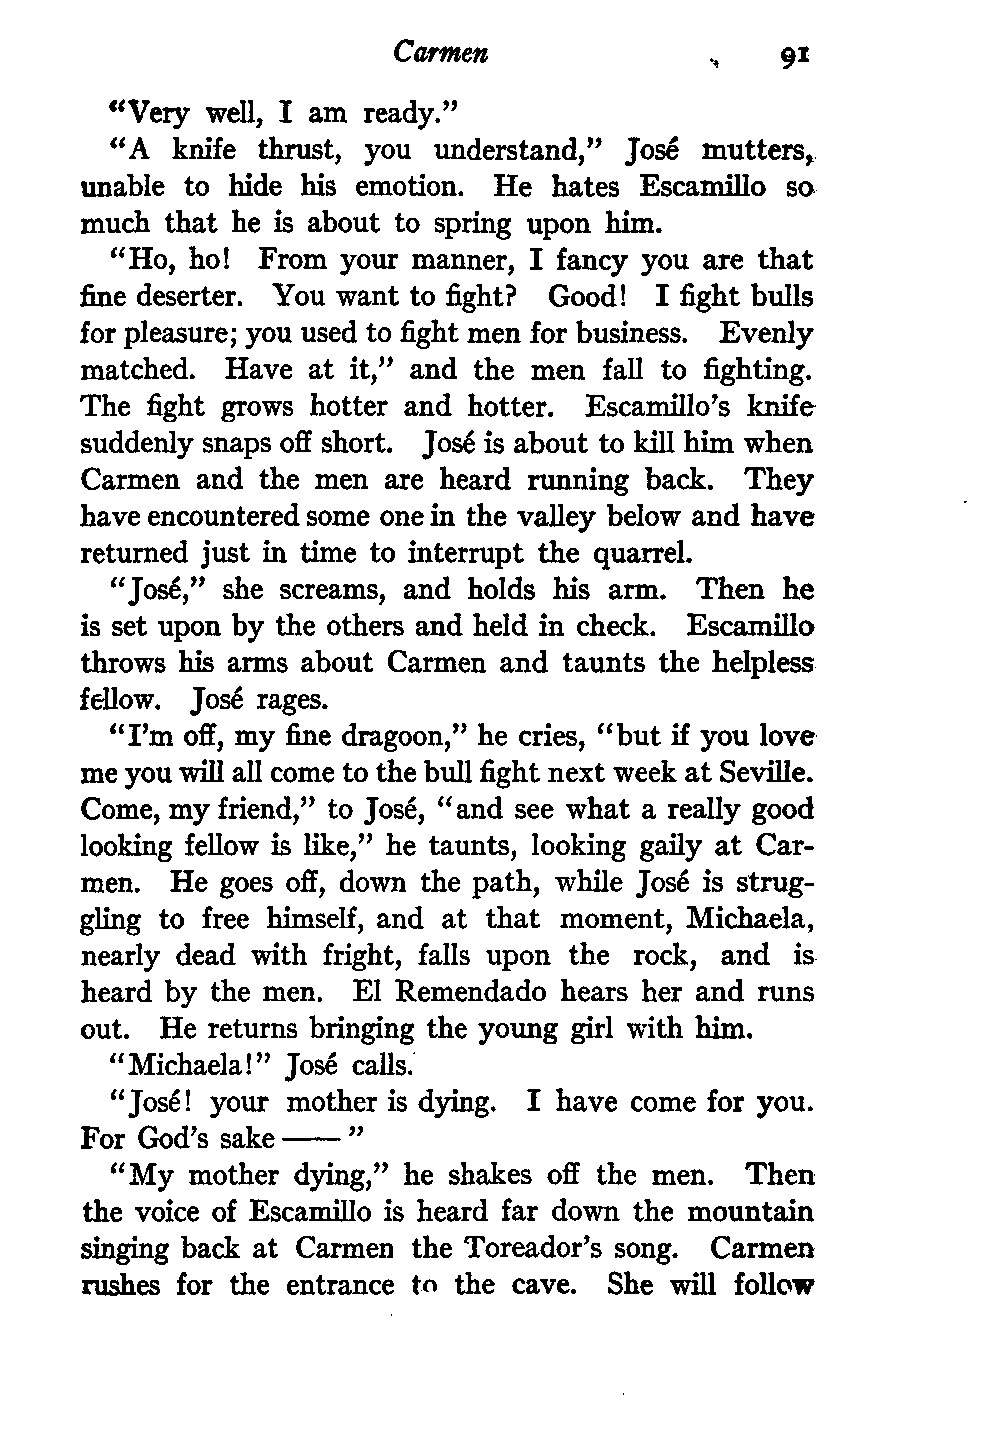 Carmen 91
“Very well, I am ready.”
“A knife thrust, you understand,” José mutters,
unable to hide his emotion. He hates Escamillo so
much that he is about to spring upon him.
“Ho, ho! From your manner, I fancy you are that
fine deserter. You want to fight? Good! I fight bulls
for pleasure; you used to fight men for business. Evenly
matched. Have at it,” and the men fall to fighting.
The fight grows hotter and hotter. Escamillo’s knife
suddenly snaps off short. José is about to kill him when
Carmen and the men are heard running back. They
have encountered some one in the valley below and have
returned just in time to interrupt the quarrel.
“José,” she screams, and holds his arm. Then he
is set upon by the others and held in check. Escamillo
throws his arms about Carmen and taunts the helpless
fellow. José rages.
“I’m off, my fine dragoon,” he cries, “but if you love
me you will all come to the bull fight next week at Seville.
Come, my friend,” to José, “and see what a really good
looking fellow is like,” he taunts, looking gaily at Car-
men. He goes off, down the path, while José is strug-
gling to free himself, and at that moment, Michaela,
nearly dead with fright, falls upon the rock, and is
heard by the men. El Remendado hears her and runs
out. He returns bringing the young girl with him.
“Michaela!” José calls.
“José! your mother is dying. I have come for you.
For God’s sake —— ”
“My mother dying,” he shakes off the men. Then
the voice of Escamillo is heard far down the mountain
singing back at Carmen the Toreador’s song. Carmen
rushes for the entrance to the cave. She will follow